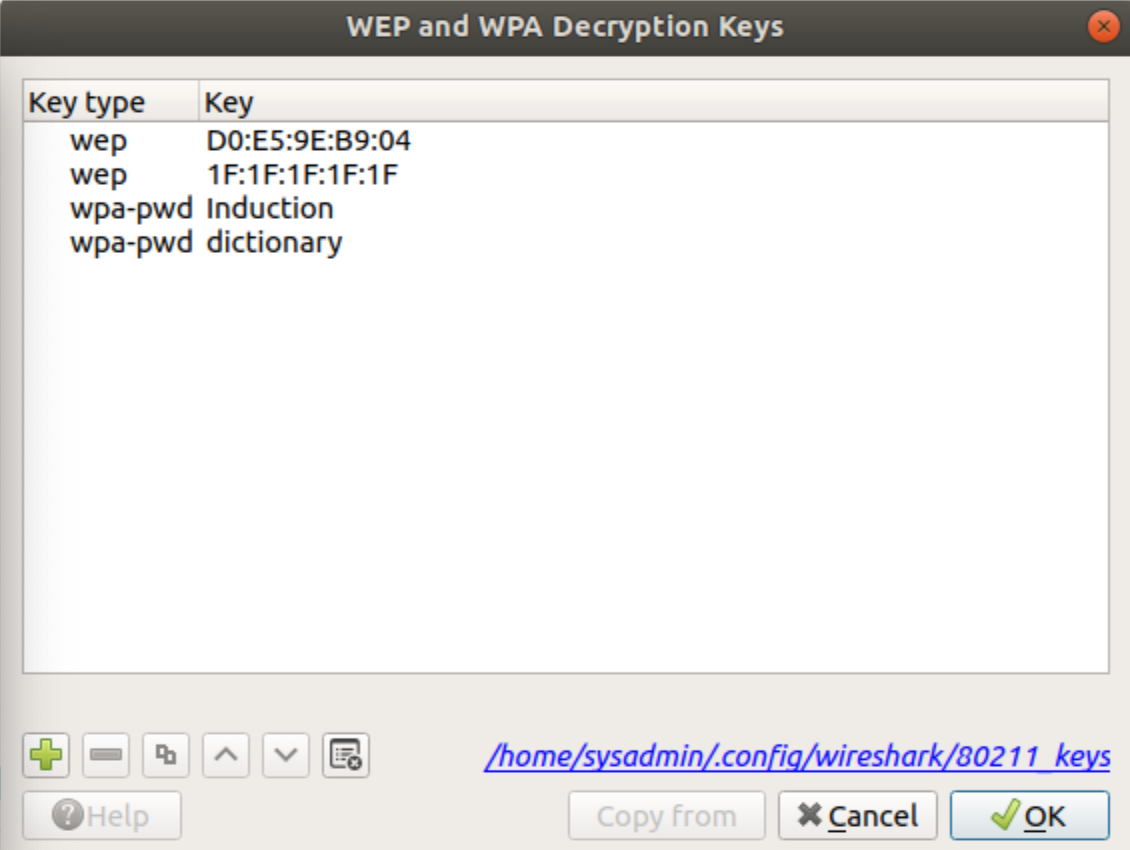 WEP and WPA Decryption Keys
Key type Key
wep D0:E5:9E:B9:04
wep 1F:1F:1F:1F:1F
wpa-pwd Induction
wpa-pwd dictionary
/home/sysadmin/.config/wireshark/80211_keys
Help Copy from Cancel OK